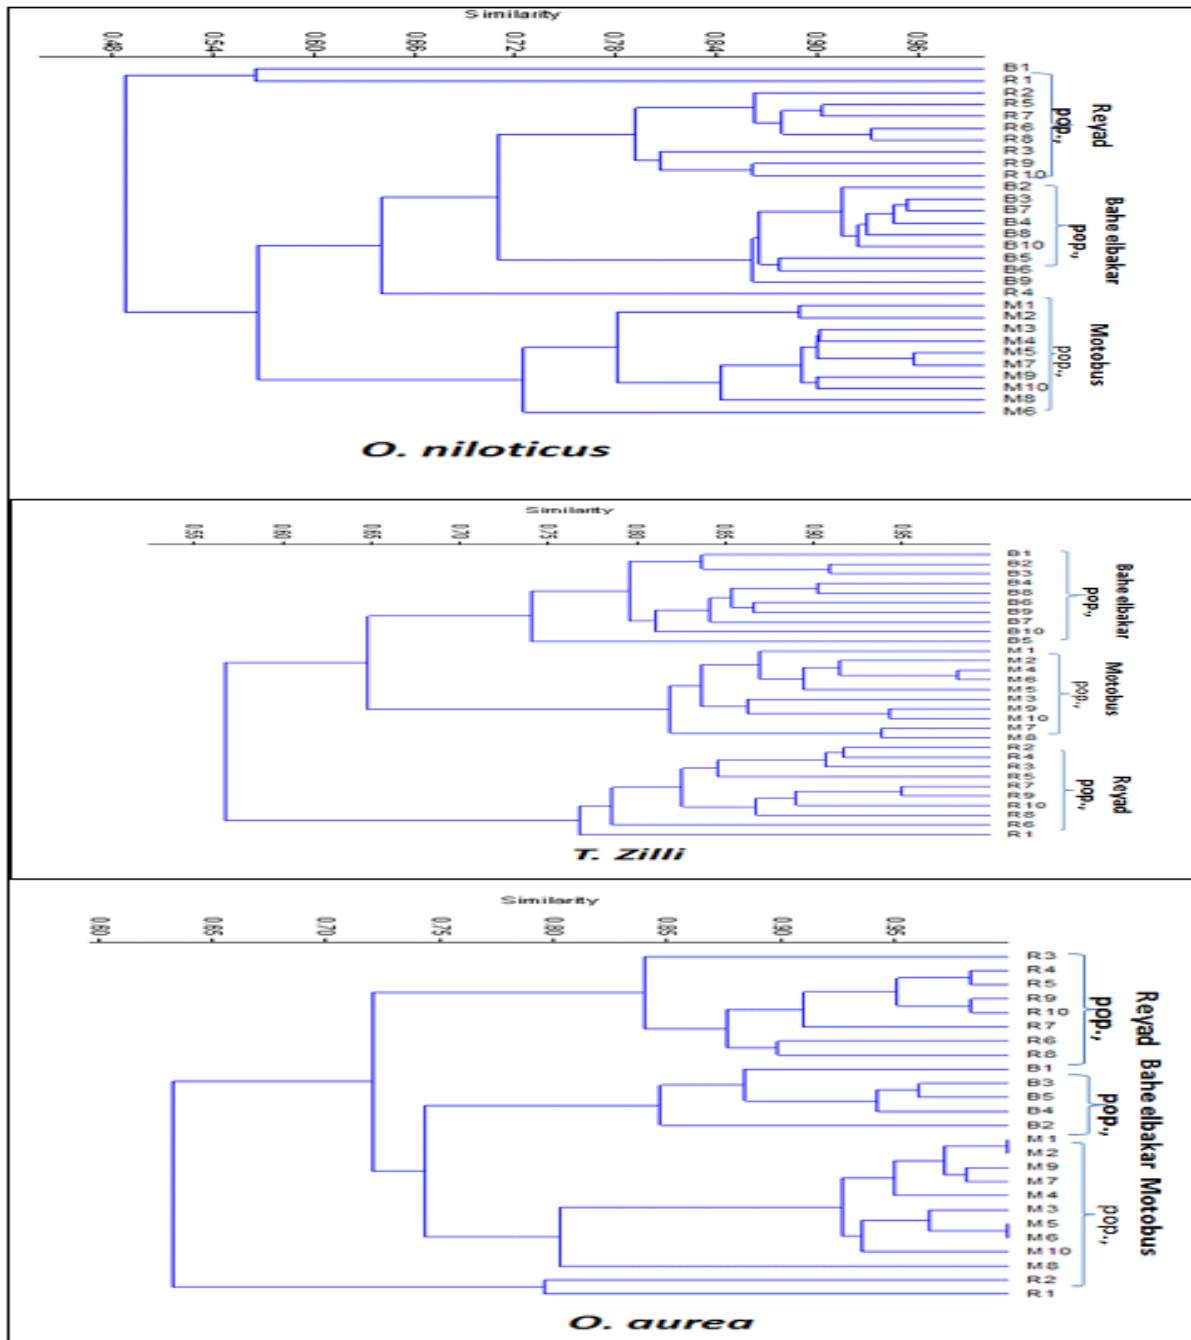 Similarity
0.48 0.54 0.60 0.66 0.72 0.78 0.84 0.90 0.96
B1
R1
R2
R5
R7
R6
R8
R3
R9
R10
B2
B3
B7
B4
B8
B10
B5
B6
B9
R4
M1
M2
M3
M4
M5
M7
M9
M10
M8
M6
Reyad
pop.,
Bahe elbakar
pop.,
Motobus
pop.,
O. niloticus
Similarity
0.55 0.60 0.65 0.70 0.75 0.80 0.85 0.90 0.95
B1
B2
B3
B4
B8
B6
B9
B7
B10
B5
M1
M2
M4
M6
M5
M3
M9
M10
M7
M8
R2
R4
R3
R5
R7
R9
R10
R8
R6
R1
Bahe elbakar
pop.,
Motobus
pop.,
Reyad
pop.,
T. Zilli
Similarity
0.60 0.65 0.70 0.75 0.80 0.85 0.90 0.95
R3
R4
R5
R9
R10
R7
R6
R8
B1
B3
B5
B4
B2
M1
M2
M9
M7
M4
M3
M5
M6
M10
M8
R2
R1
Reyad Bahe elbakar Motobus
pop.,
pop.,
pop.,
O. aurea